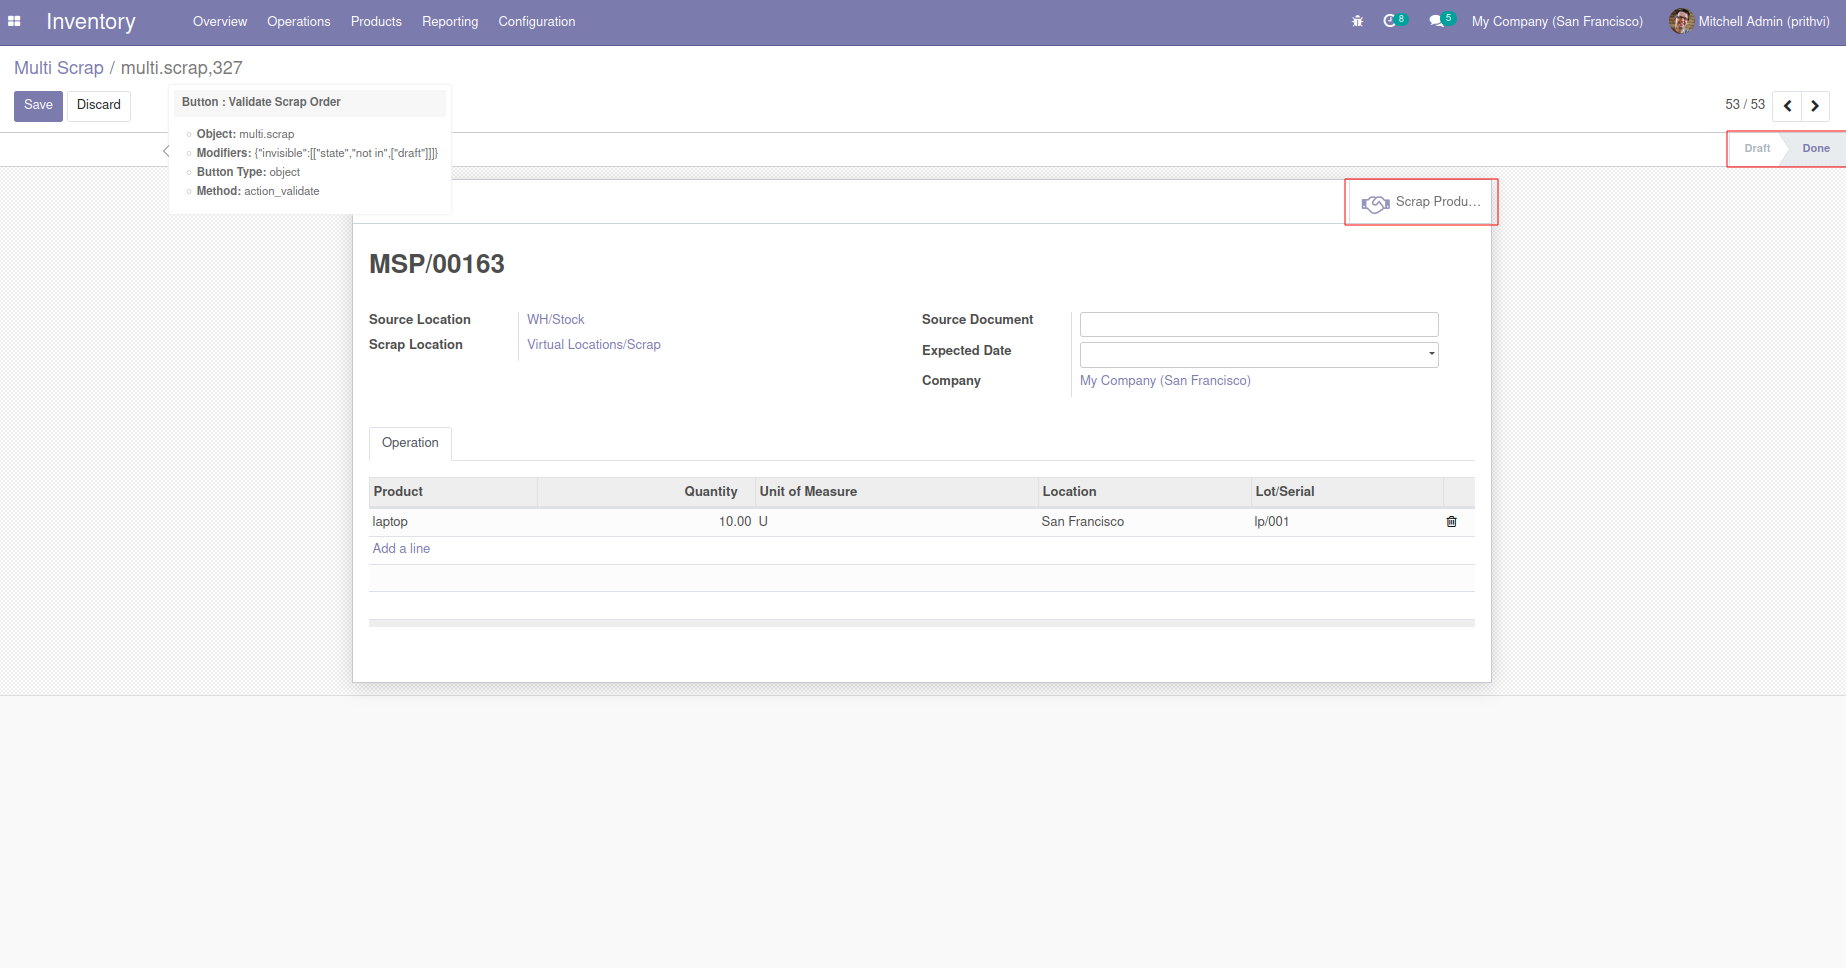 Inventory Overview Operations Products Reporting Configuration 8 5 My Company (San Francisco) Mitchell Admin (prithvi)
Multi Scrap / multi.scrap,327
Save Discard 53 / 53
Button : Validate Scrap Order
Object: multi.scrap
Modifiers: {"invisible":[["state","not in",["draft"]]]}
Button Type: object
Method: action_validate
Draft Done
Scrap Produ...
MSP/00163
Source Location WH/Stock
Scrap Location Virtual Locations/Scrap
Source Document
Expected Date
Company My Company (San Francisco)
Operation
Product Quantity Unit of Measure Location Lot/Serial
laptop 10.00 U San Francisco lp/001
Add a line